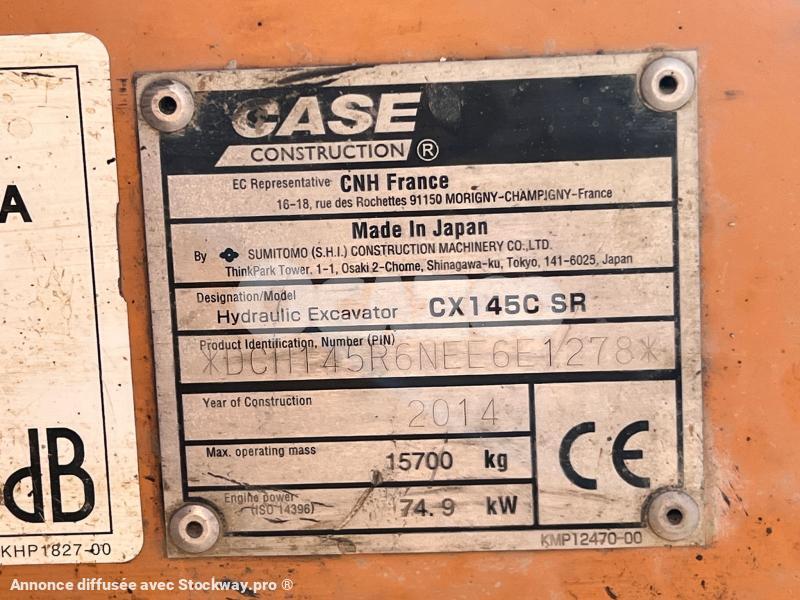 CASE
CONSTRUCTION ®
EC Representative CNH France
16-18, rue des Rochettes 91150 MORIGNY-CHAMPIGNY-France
Made In Japan
By SUMITOMO (S.H.I.) CONSTRUCTION MACHINERY CO.,LTD.
ThinkPark Tower, 1-1, Osaki 2-Chome, Shinagawa-ku, Tokyo, 141-6025, Japan
Designation/Model
Hydraulic Excavator CX145C SR
Product Identification, Number (PIN)
*DCH145R6NEE6E1278*
Year of Construction 2014
Max. operating mass 15700 kg
Engine power
(ISO 14396) 74.9 kW
CE
KMP12470-00
A
dB
KHP1827-00
Annonce diffusée avec Stockway.pro ®